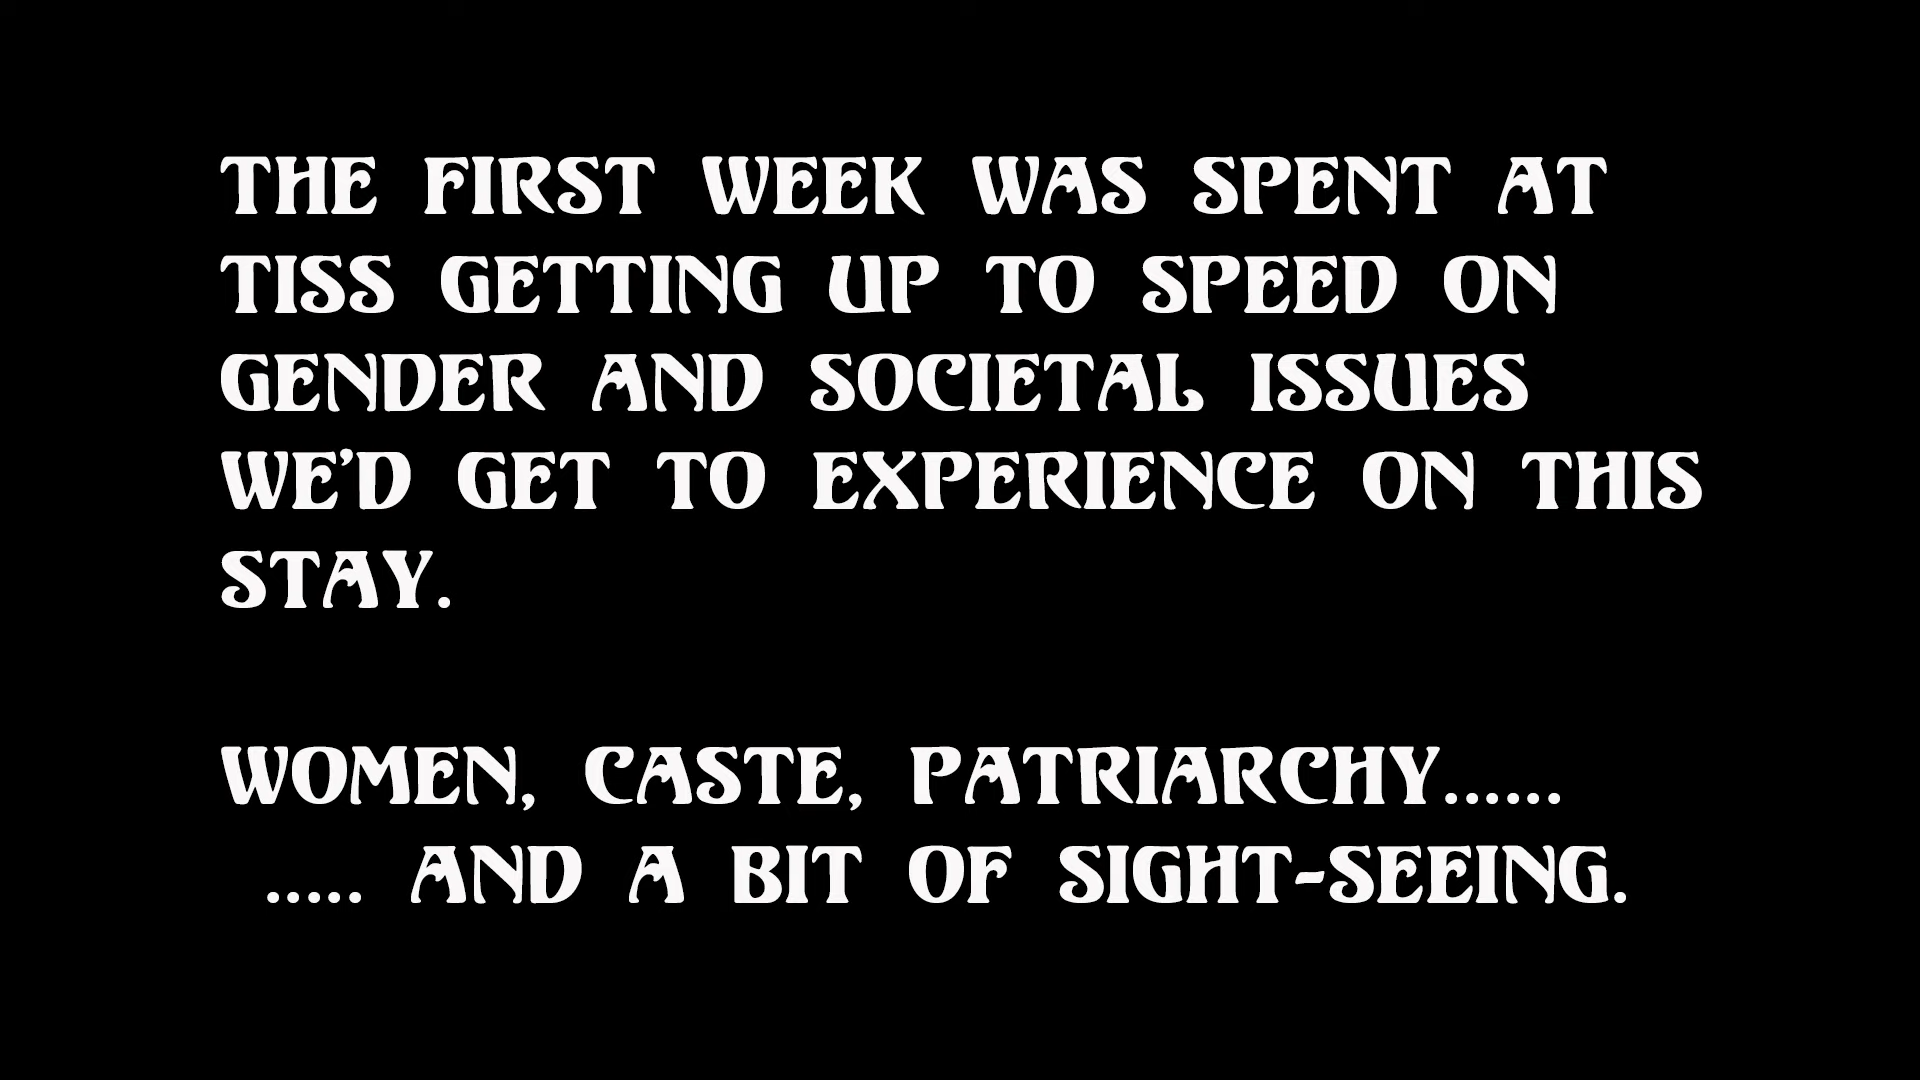 THE FIRST WEEK WAS SPENT AT
TISS GETTING UP TO SPEED ON
GENDER AND SOCIETAL ISSUES
WE'D GET TO EXPERIENCE ON THIS
STAY.
WOMEN, CASTE, PATRIARCHY......
..... AND A BIT OF SIGHT-SEEING.